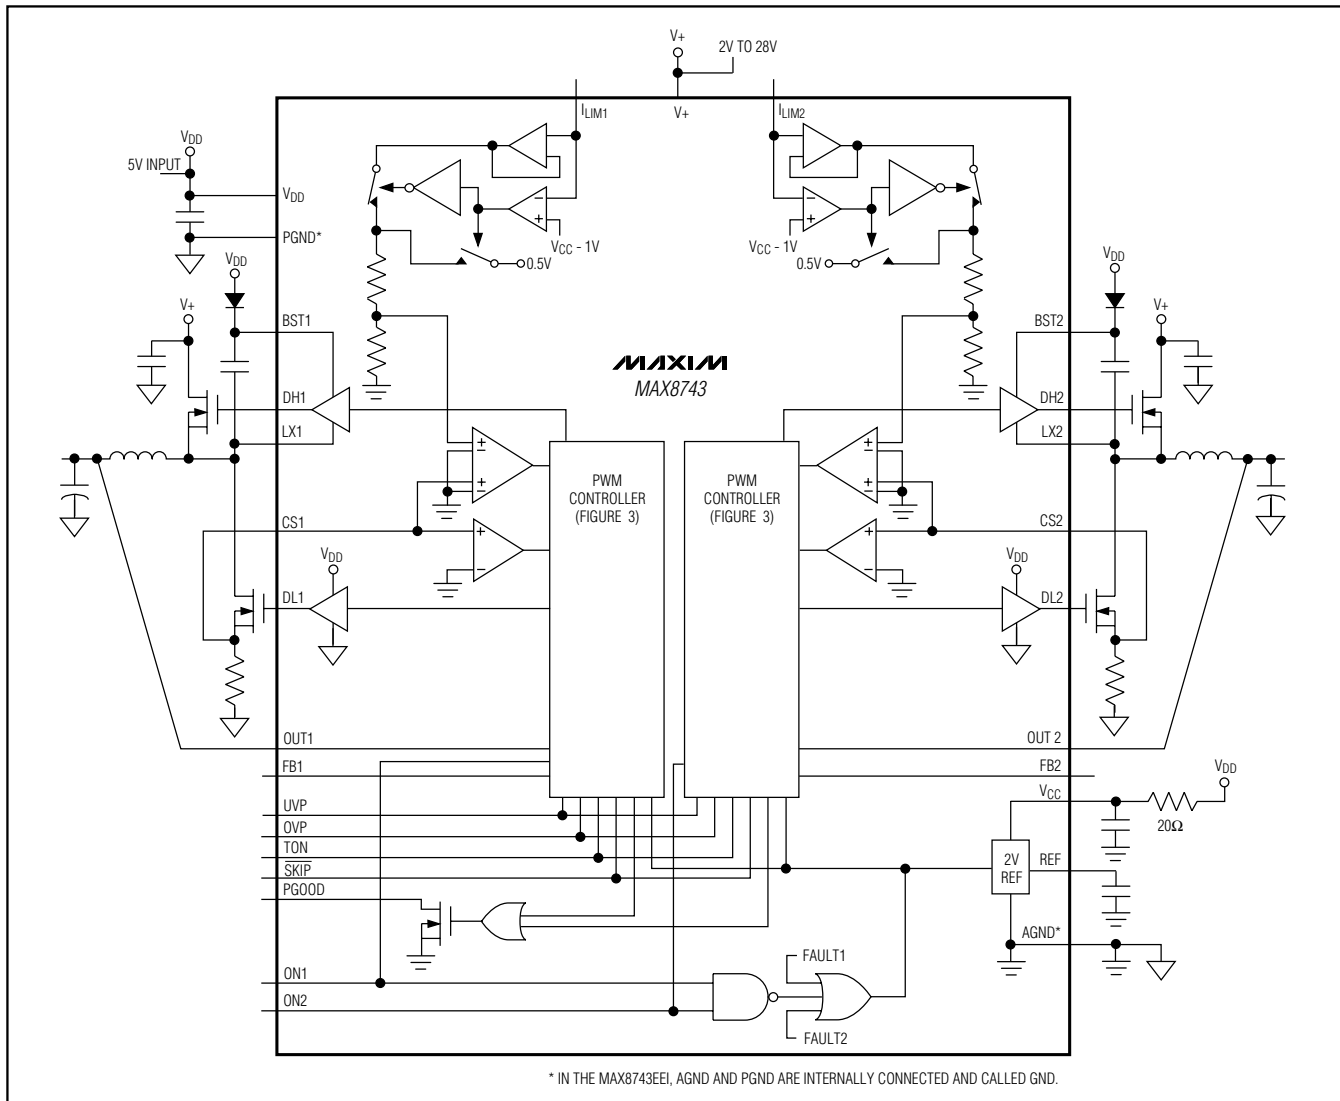 V+
2V TO 28V
V+
ILIM1
ILIM2
VDD
5V INPUT
VDD
PGND*
VCC - 1V
0.5V
VCC - 1V
0.5V
VDD
V+
BST1
DH1
LX1
VDD
V+
BST2
DH2
LX2
MAXIM
MAX8743
+
−
+
−
+
−
+
−
+
−
+
−
+
−
+
−
PWM
CONTROLLER
(FIGURE 3)
PWM
CONTROLLER
(FIGURE 3)
CS1
CS2
VDD
DL1
VDD
DL2
OUT1
OUT 2
FB1
FB2
VDD
VCC
20Ω
UVP
OVP
TON
SKIP
PGOOD
2V
REF
REF
AGND*
ON1
ON2
FAULT1
FAULT2
* IN THE MAX8743EEI, AGND AND PGND ARE INTERNALLY CONNECTED AND CALLED GND.